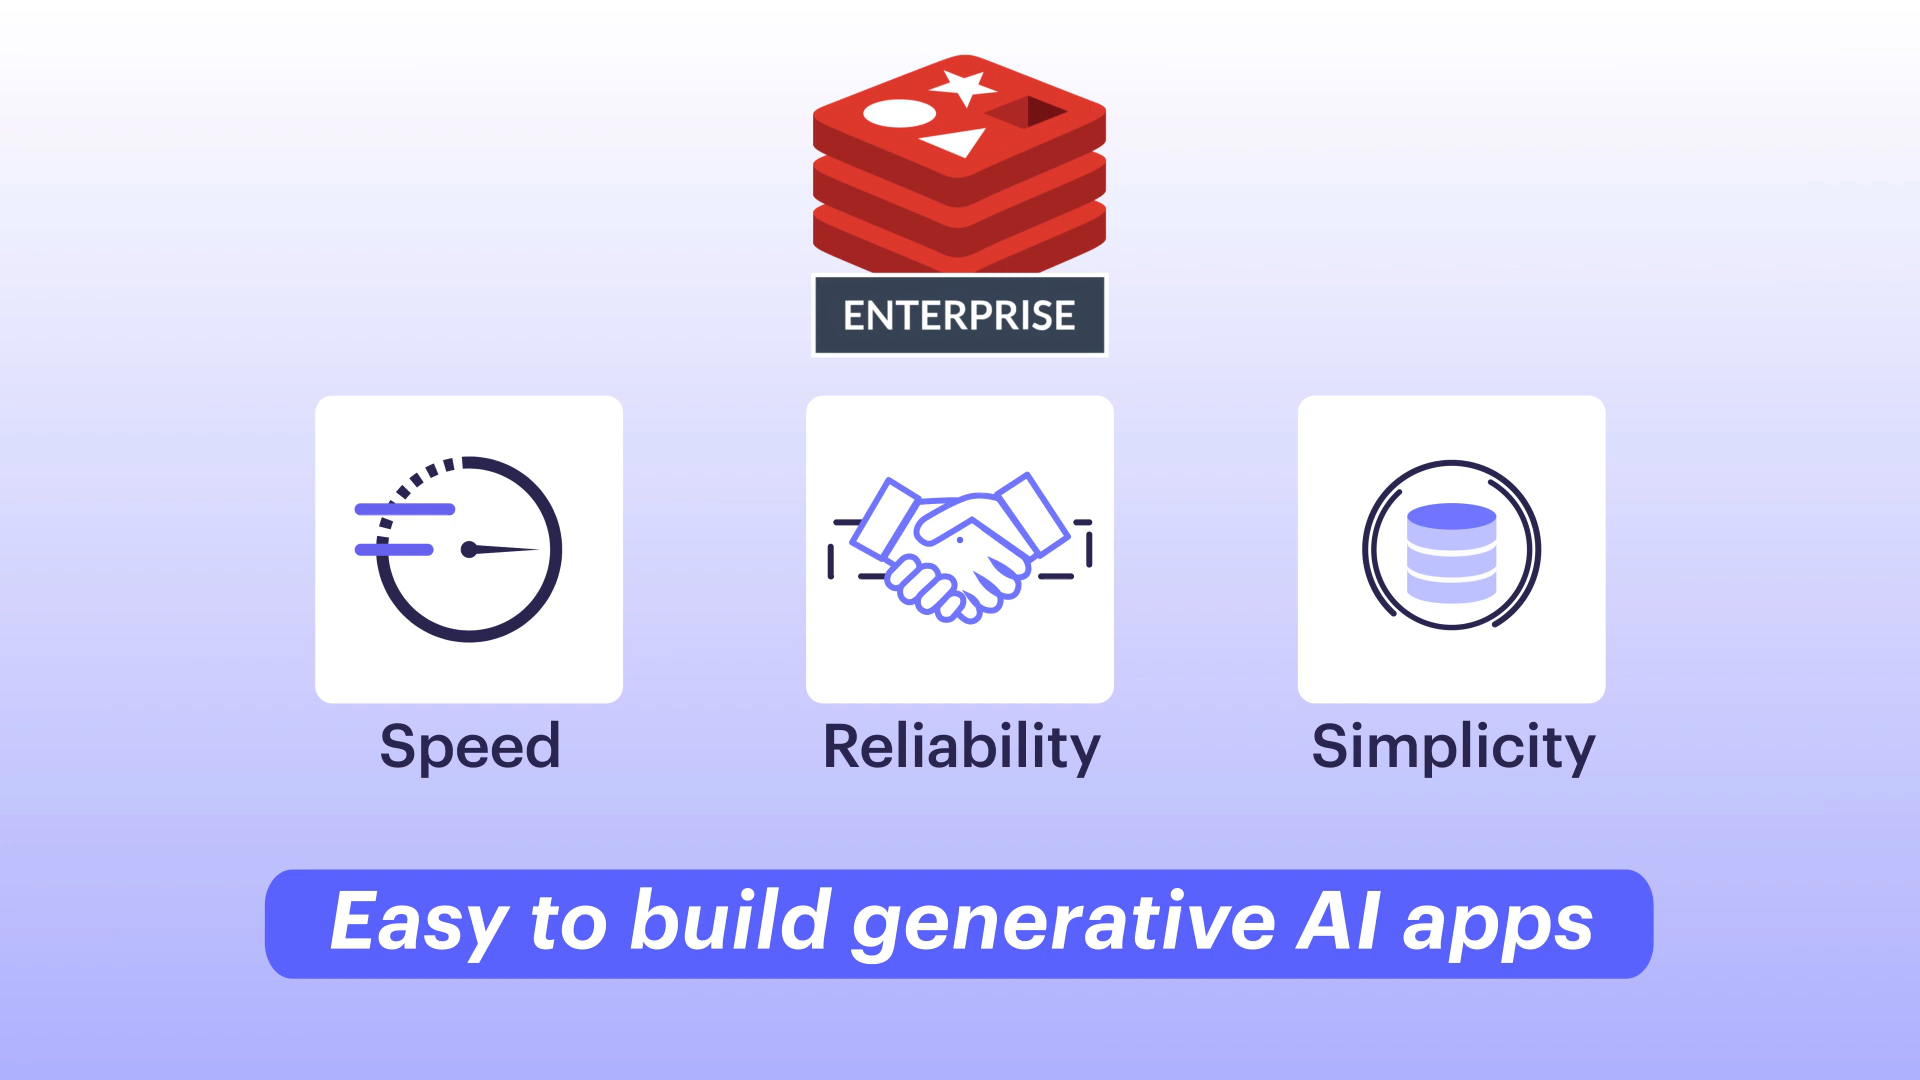 ENTERPRISE
Speed
Reliability
Simplicity
Easy to build generative AI apps